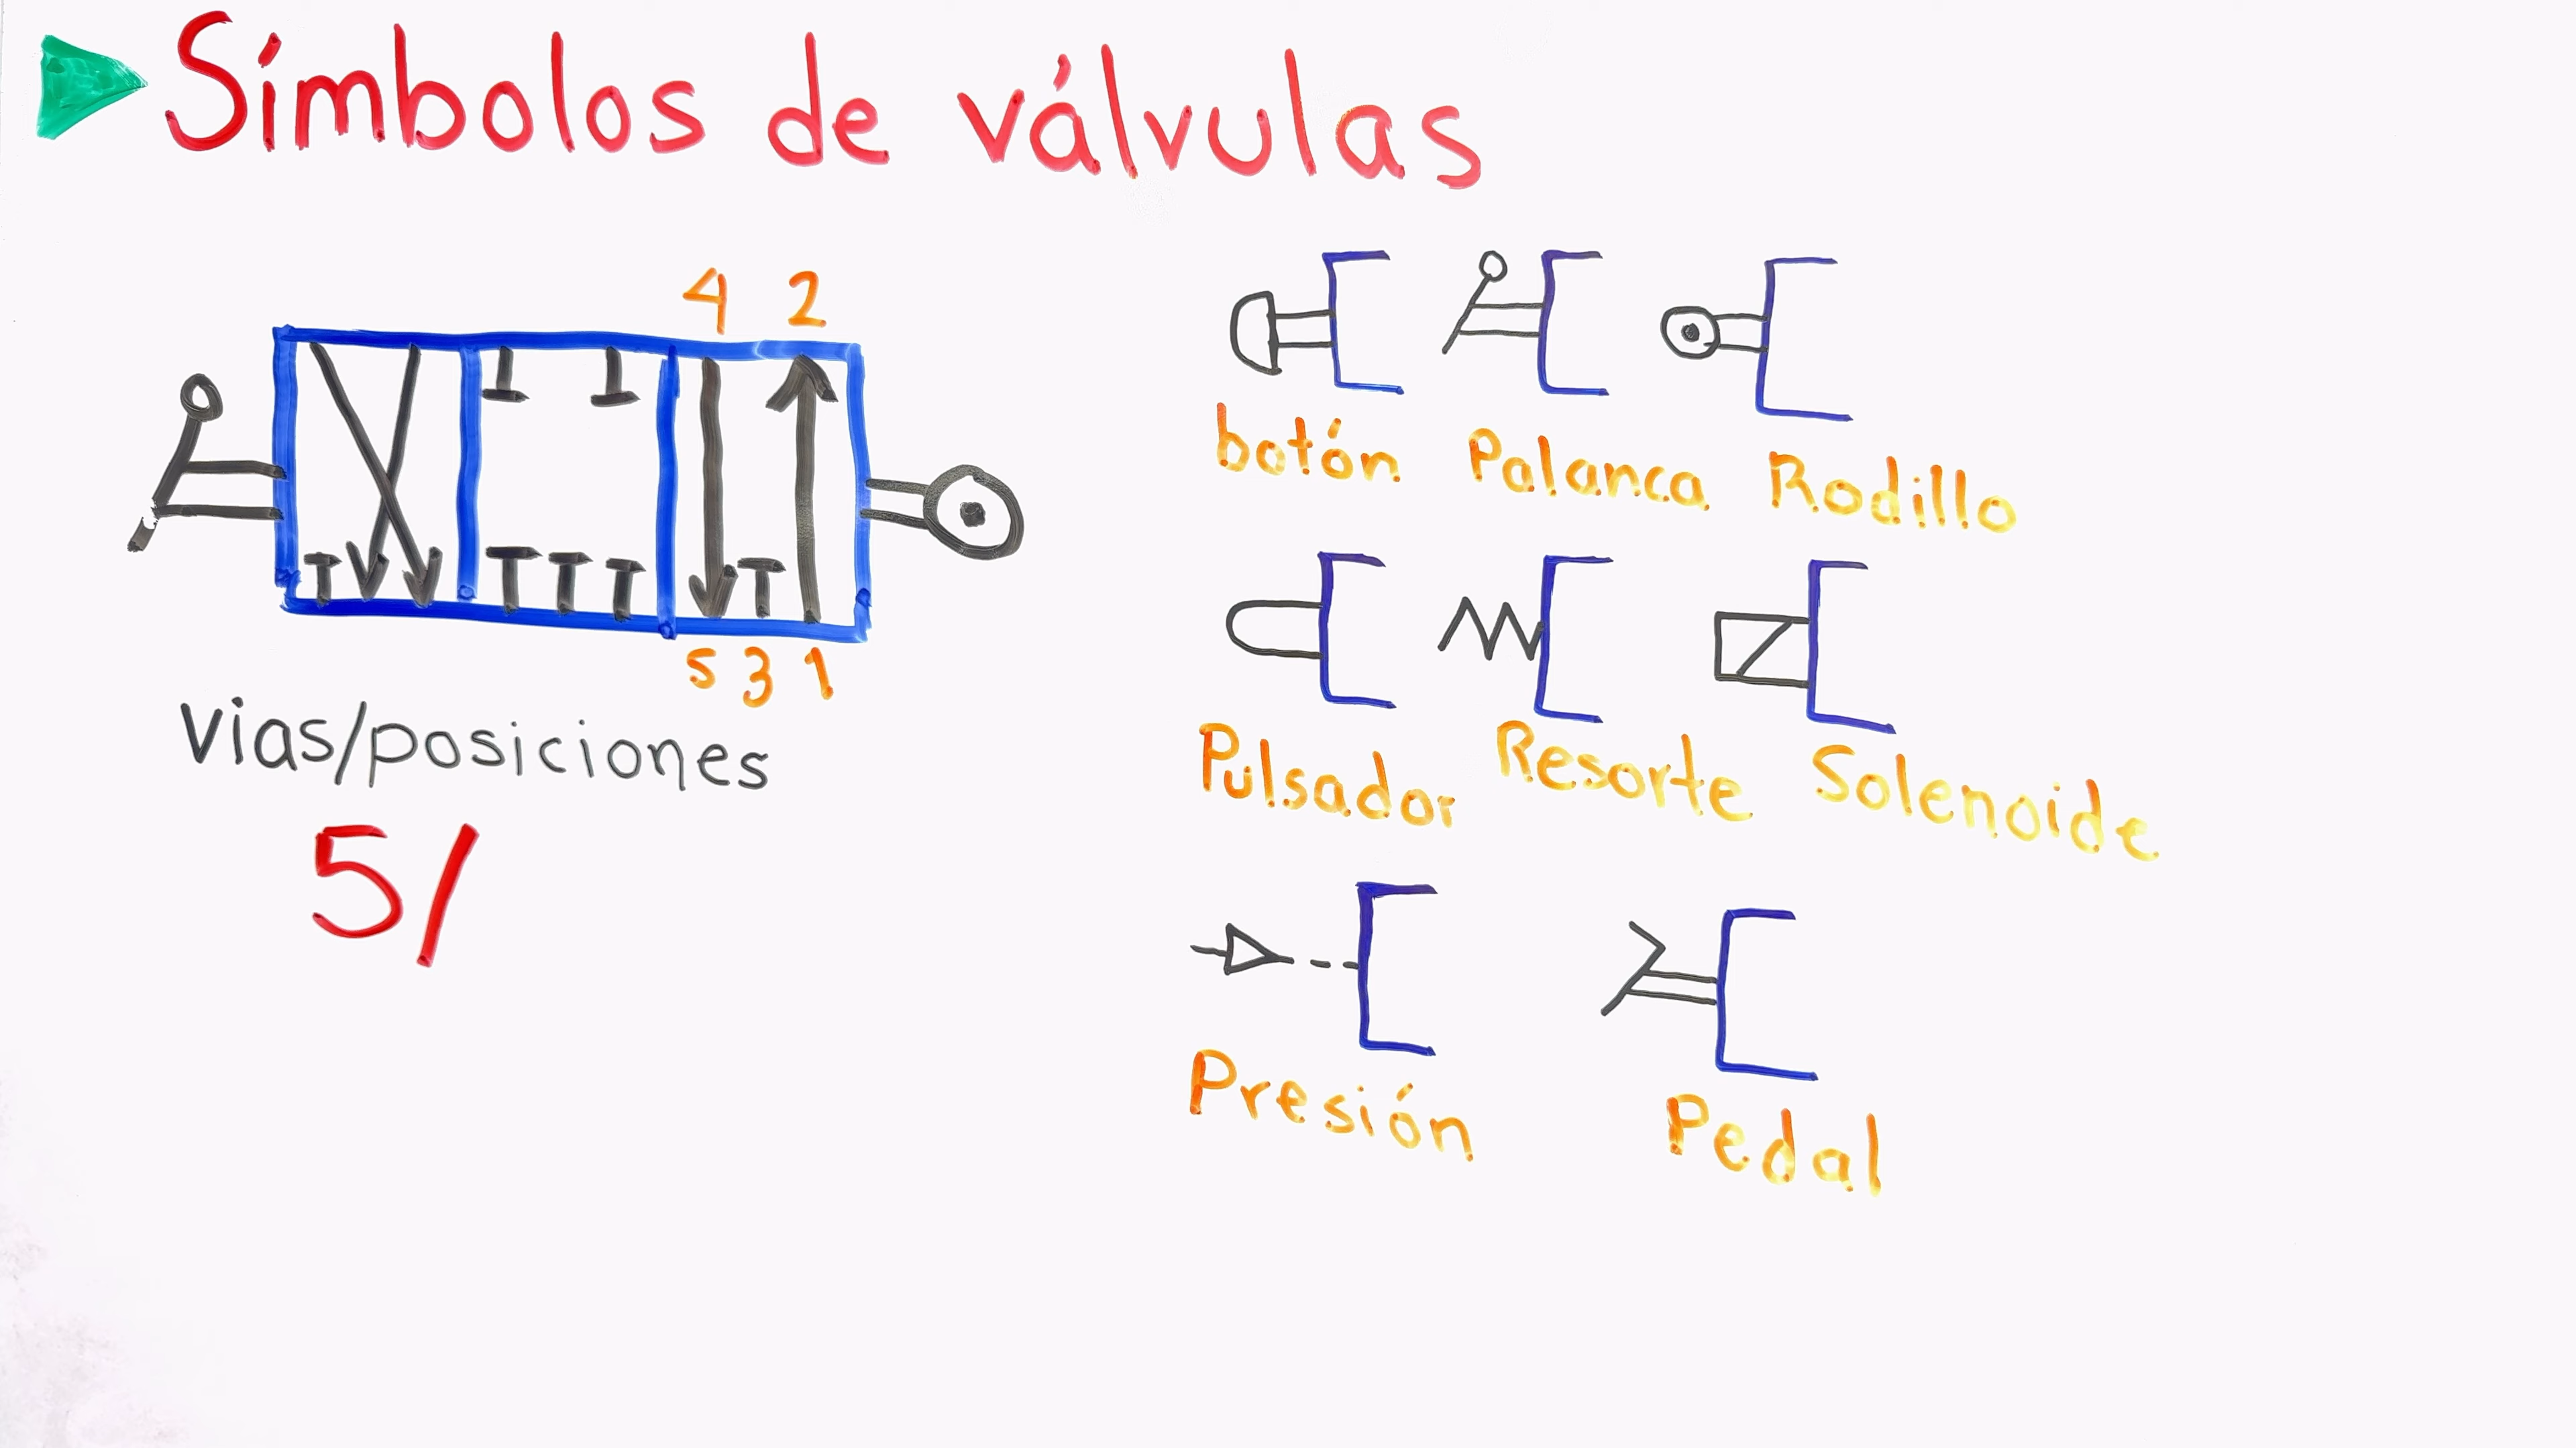 Símbolos de válvulas
4 2
5 3 1
Vias/posiciones
5/
botón Palanca Rodillo
Pulsador Resorte Solenoide
Presión Pedal